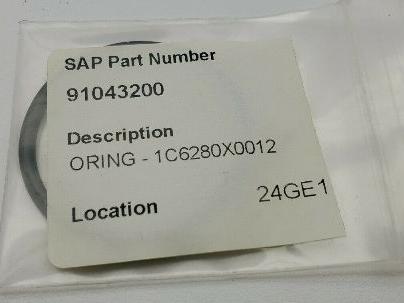 SAP Part Number
91043200
Description
ORING - 1C6280X0012
Location 24GE1